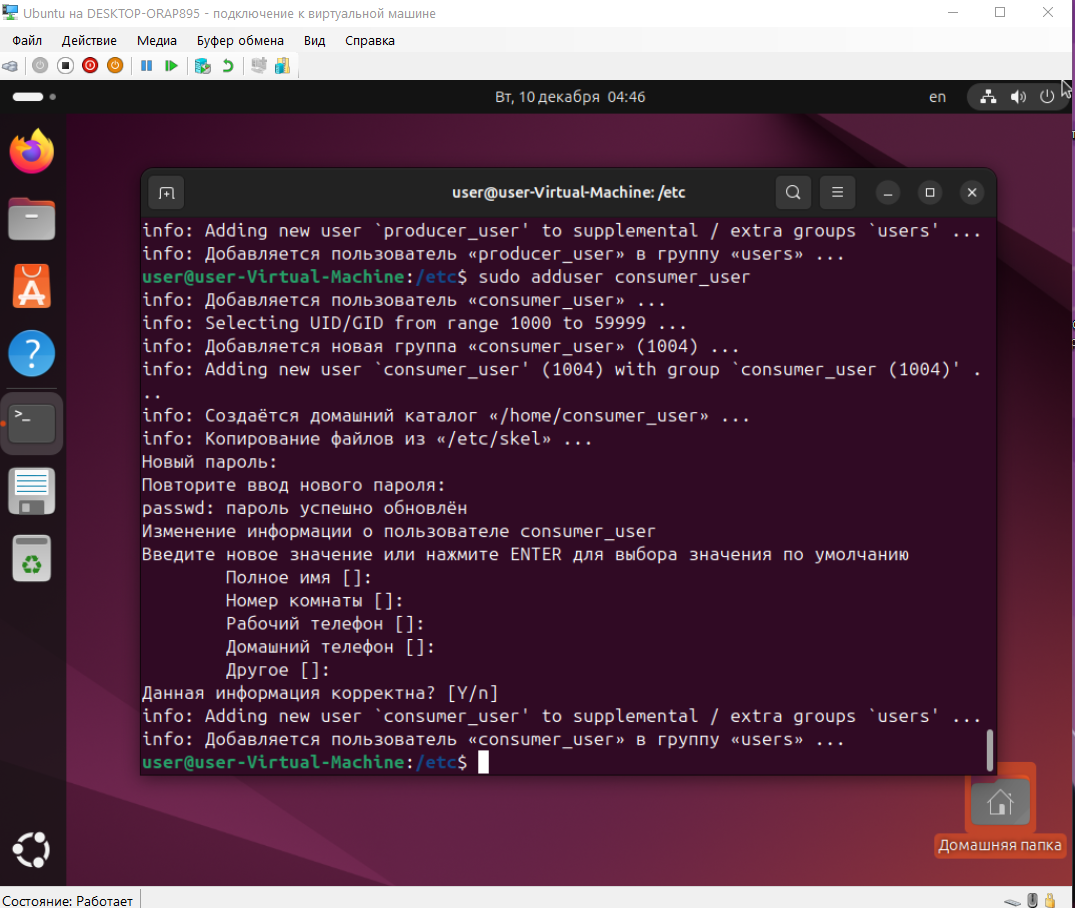 Ubuntu на DESKTOP-ORAP895 - подключение к виртуальной машине
Файл Действие Медиа Буфер обмена Вид Справка
Вт, 10 декабря 04:46
en
user@user-Virtual-Machine: /etc
info: Adding new user `producer_user' to supplemental / extra groups `users' ...
info: Добавляется пользователь «producer_user» в группу «users» ...
user@user-Virtual-Machine:/etc$ sudo adduser consumer_user
info: Добавляется пользователь «consumer_user» ...
info: Selecting UID/GID from range 1000 to 59999 ...
info: Добавляется новая группа «consumer_user» (1004) ...
info: Adding new user `consumer_user' (1004) with group `consumer_user (1004)' .
..
info: Создаётся домашний каталог «/home/consumer_user» ...
info: Копирование файлов из «/etc/skel» ...
Новый пароль:
Повторите ввод нового пароля:
passwd: пароль успешно обновлён
Изменение информации о пользователе consumer_user
Введите новое значение или нажмите ENTER для выбора значения по умолчанию
Полное имя []:
Номер комнаты []:
Рабочий телефон []:
Домашний телефон []:
Другое []:
Данная информация корректна? [Y/n]
info: Adding new user `consumer_user' to supplemental / extra groups `users' ...
info: Добавляется пользователь «consumer_user» в группу «users» ...
user@user-Virtual-Machine:/etc$
Домашняя папка
Состояние: Работает